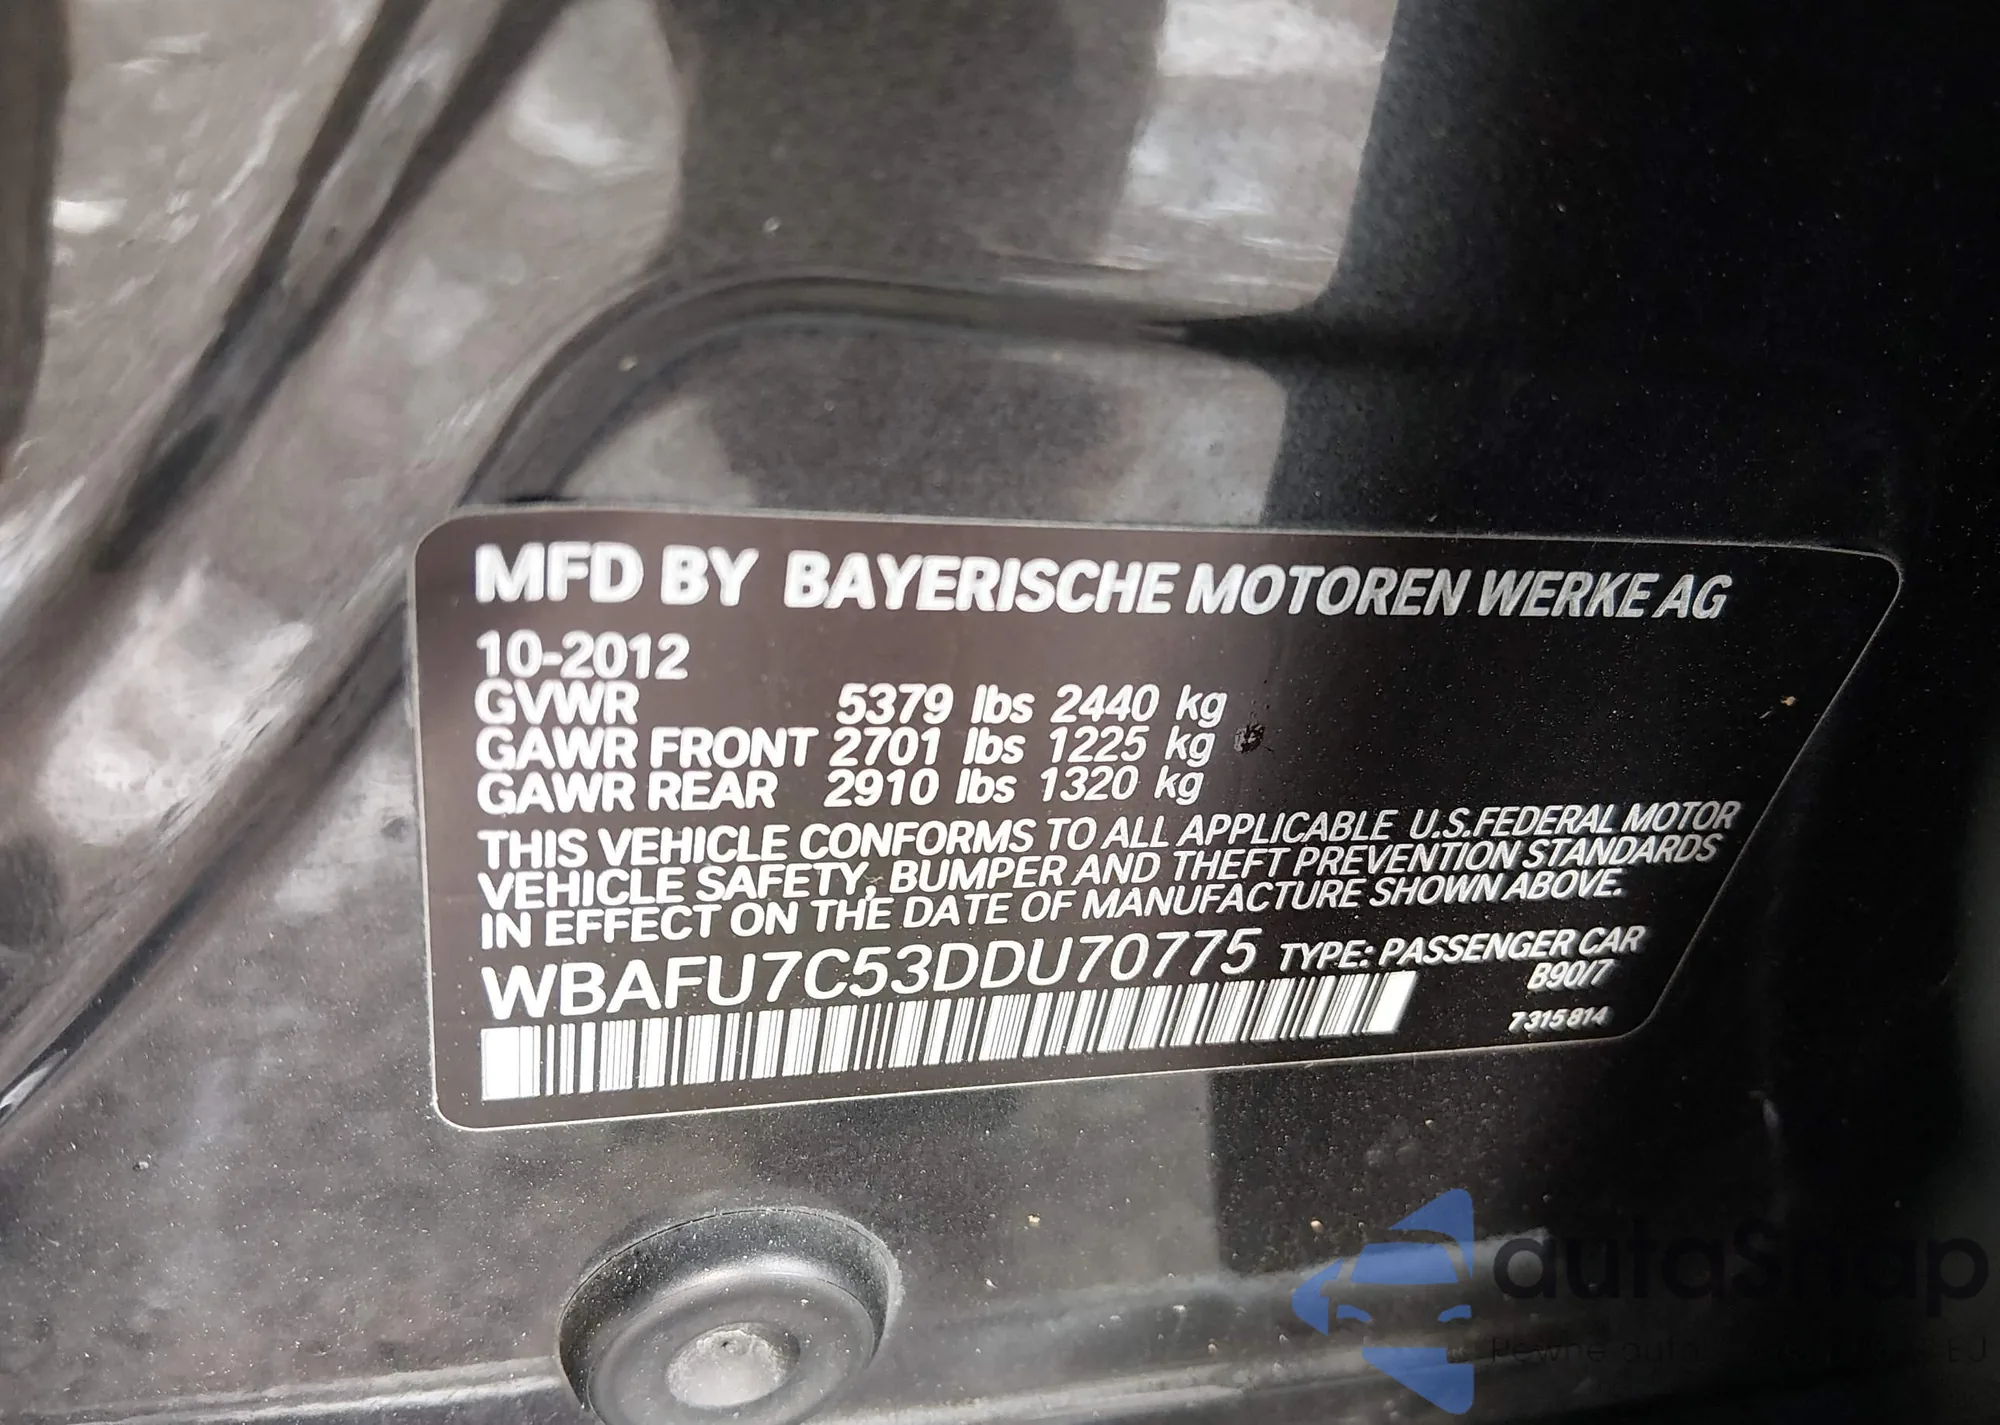 MFD BY BAYERISCHE MOTOREN WERKE AG
10-2012
GVWR 5379 lbs 2440 kg
GAWR FRONT 2701 lbs 1225 kg
GAWR REAR 2910 lbs 1320 kg
THIS VEHICLE CONFORMS TO ALL APPLICABLE U.S.FEDERAL MOTOR
VEHICLE SAFETY, BUMPER AND THEFT PREVENTION STANDARDS
IN EFFECT ON THE DATE OF MANUFACTURE SHOWN ABOVE.
WBAFU7C53DDU70775 TYPE: PASSENGER CAR
B90/7
7 315 814
autaSnap
Pewne auto